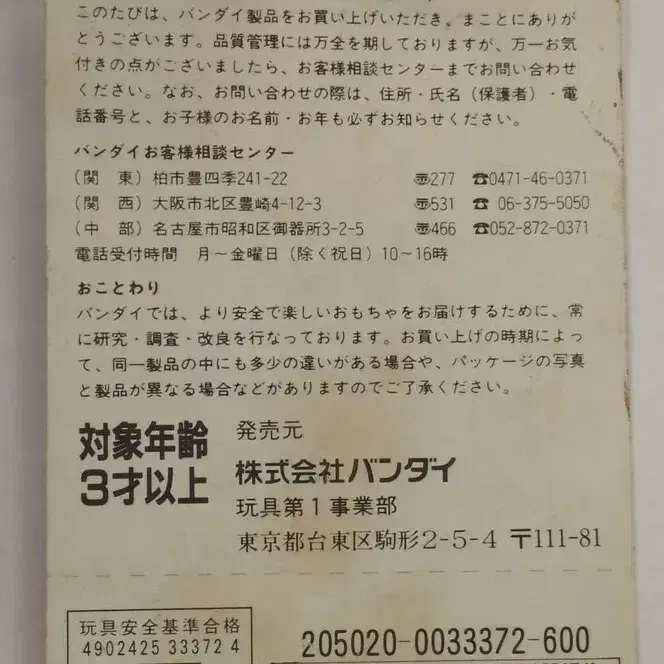 このたびは、バンダイ製品をお買い上げいただき、まことにありが
とうございます。品質管理には万全を期しておりますが、万一お気
付きの点がございましたら、お客様相談センターまでお問い合わせ
ください。なお、お問い合わせの際は、住所・氏名（保護者）・電
話番号と、お子様のお名前・お年も必ずお知らせください。
バンダイお客様相談センター
（関　東）柏市豊四季241-22　〠277　☎0471-46-0371
（関　西）大阪市北区豊崎4-12-3　〠531　☎06-375-5050
（中　部）名古屋市昭和区御器所3-2-5　〠466　☎052-872-0371
電話受付時間　月～金曜日（除く祝日）10～16時
おことわり
バンダイでは、より安全で楽しいおもちゃをお届けするために、常
に研究・調査・改良を行なっております。お買い上げの時期によっ
て、同一製品の中にも多少の違いがある場合や、パッケージの写真
と製品が異なる場合などがありますのでご了承ください。
対象年齢
3才以上
発売元
株式会社バンダイ
玩具第1事業部
東京都台東区駒形2-5-4 〒111-81
玩具安全基準合格
4902425 33372 4
205020-0033372-600